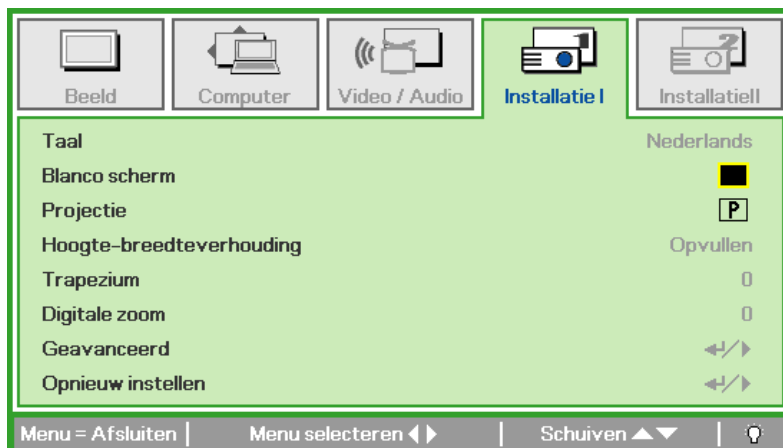 Beeld Computer Video / Audio Installatie I InstallatieII
Taal Nederlands
Blanco scherm
Projectie P
Hoogte-breedteverhouding Opvullen
Trapezium 0
Digitale zoom 0
Geavanceerd
Opnieuw instellen
Menu = Afsluiten | Menu selecteren | Schuiven |